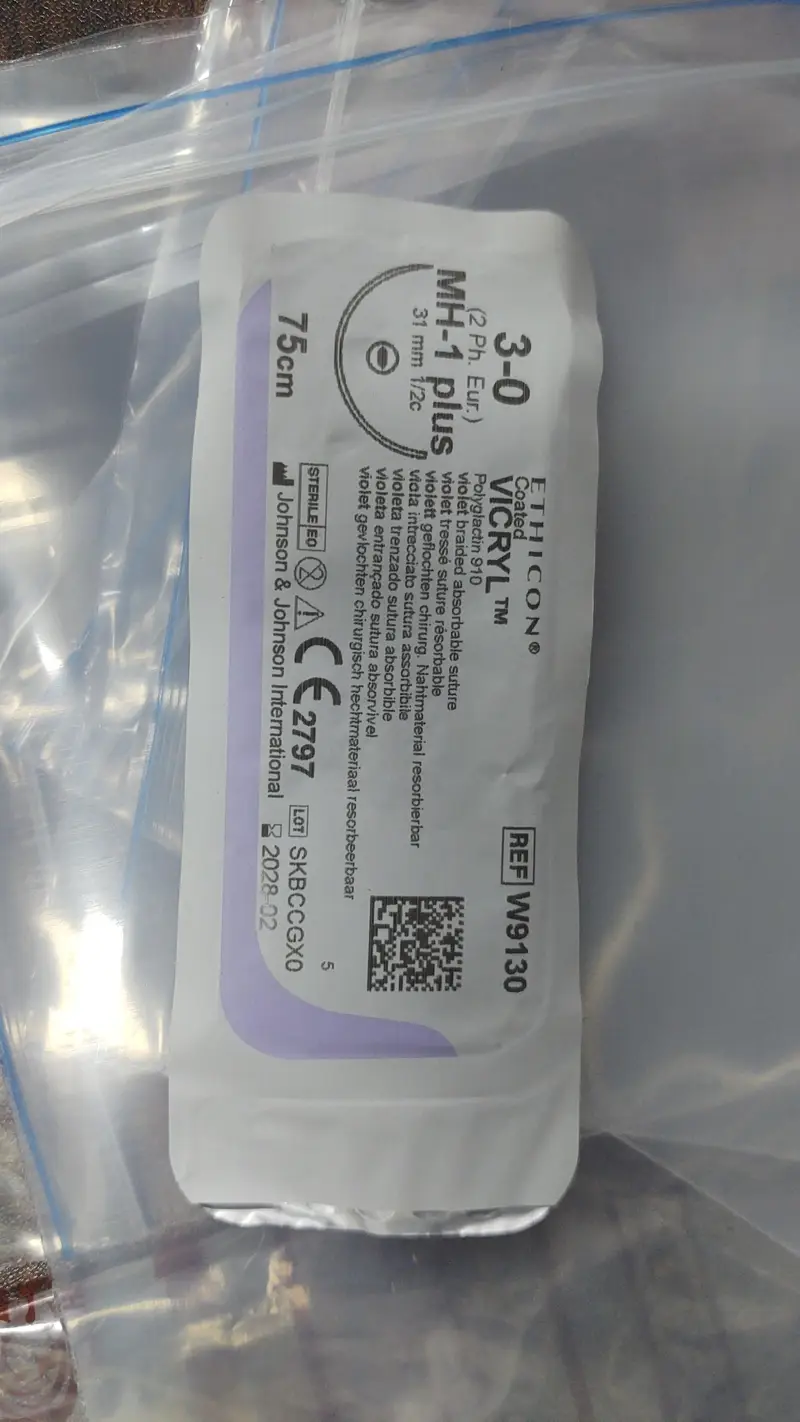 3-0
(2 Ph. Eur.)
MH-1 plus
31 mm 1/2c
75cm
ETHICON®
Coated
VICRYL™
Polyglactin 910
violet braided absorbable suture
violet tressé suture résorbable
violett geflochten chirurg. Nahtmaterial resorbierbar
viola intrecciato sutura assorbibile
violeta trenzado sutura absorbible
violeta entrançado sutura absorvível
violet gevlochten chirurgisch hechtmateriaal resorbeerbaar
REF W9130
5
STERILE EO
2
CE 2797
LOT SKBCCGX0
Johnson & Johnson International
2028-02